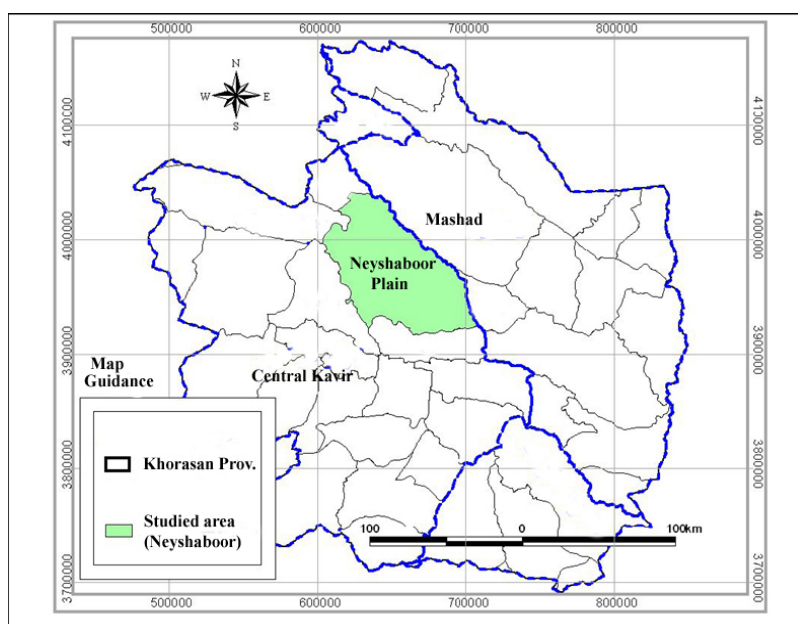 500000 600000 700000 800000
N
W E
S
4100000 4100000
Mashad
4000000 4000000
Neyshaboor
Plain
3900000 3900000
Map
Guidance
Central Kavir
Khorasan Prov.
3800000 3800000
Studied area
(Neyshaboor)
100 0 100km
3700000 3700000
500000 600000 700000 800000